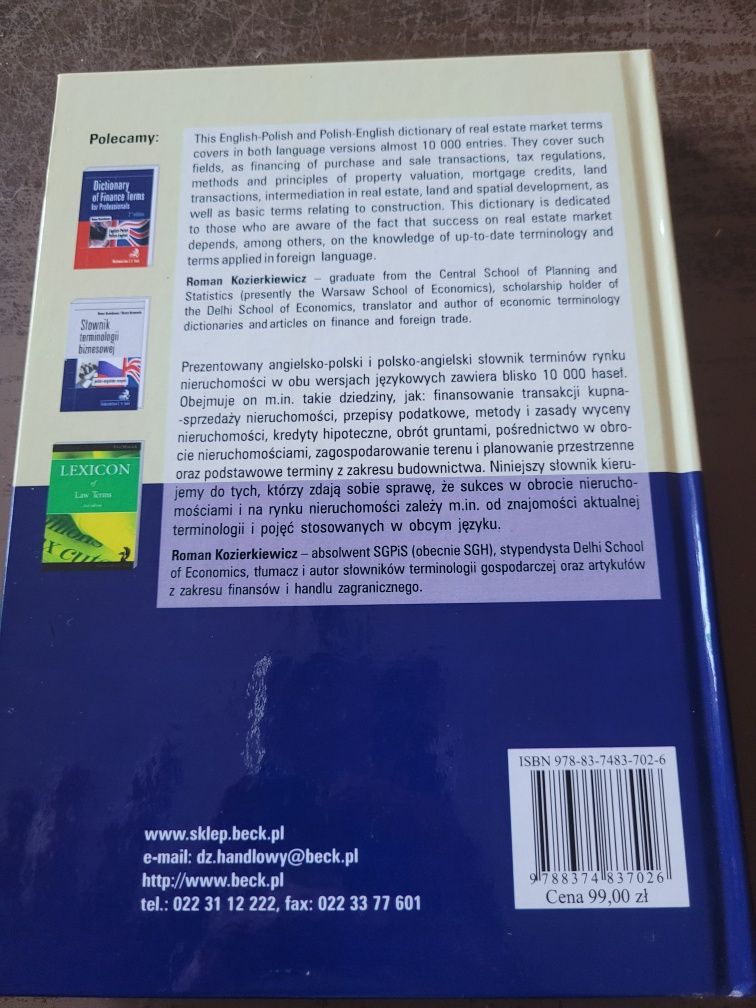 Polecamy:
Dictionary
of Finance Terms
for Professionals
Słownik
terminologii
biznesowej
LEXICON
of
Law Terms
This English-Polish and Polish-English dictionary of real estate market terms
covers in both language versions almost 10 000 entries. They cover such
fields, as financing of purchase and sale transactions, tax regulations,
methods and principles of property valuation, mortgage credits, land
transactions, intermediation in real estate, land and spatial development, as
well as basic terms relating to construction. This dictionary is dedicated
to those who are aware of the fact that success on real estate market
depends, among others, on the knowledge of up-to-date terminology and
terms applied in foreign language.
Roman Kozierkiewicz – graduate from the Central School of Planning and
Statistics (presently the Warsaw School of Economics), scholarship holder of
the Delhi School of Economics, translator and author of economic terminology
dictionaries and articles on finance and foreign trade.
Prezentowany angielsko-polski i polsko-angielski słownik terminów rynku
nieruchomości w obu wersjach językowych zawiera blisko 10 000 haseł.
Obejmuje on m.in. takie dziedziny, jak: finansowanie transakcji kupna-
-sprzedaży nieruchomości, przepisy podatkowe, metody i zasady wyceny
nieruchomości, kredyty hipoteczne, obrót gruntami, pośrednictwo w obro-
cie nieruchomościami, zagospodarowanie terenu i planowanie przestrzenne
oraz podstawowe terminy z zakresu budownictwa. Niniejszy słownik kieru-
jemy do tych, którzy zdają sobie sprawę, że sukces w obrocie nierucho-
mościami i na rynku nieruchomości zależy m.in. od znajomości aktualnej
terminologii i pojęć stosowanych w obcym języku.
Roman Kozierkiewicz – absolwent SGPiS (obecnie SGH), stypendysta Delhi School
of Economics, tłumacz i autor słowników terminologii gospodarczej oraz artykułów
z zakresu finansów i handlu zagranicznego.
www.sklep.beck.pl
e-mail: dz.handlowy@beck.pl
http://www.beck.pl
tel.: 022 31 12 222, fax: 022 33 77 601
ISBN 978-83-7483-702-6
9 788374 837026
Cena 99,00 zł